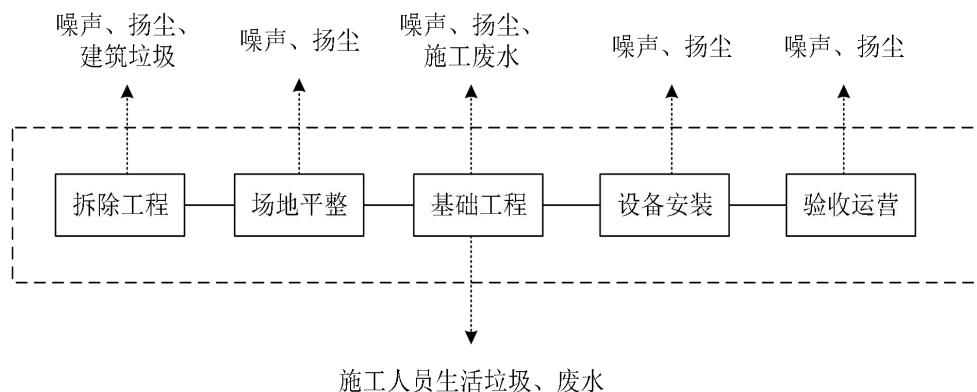 噪声、扬尘、
建筑垃圾
噪声、扬尘
噪声、扬尘、
施工废水
噪声、扬尘
噪声、扬尘
拆除工程
场地平整
基础工程
设备安装
验收运营
施工人员生活垃圾、废水